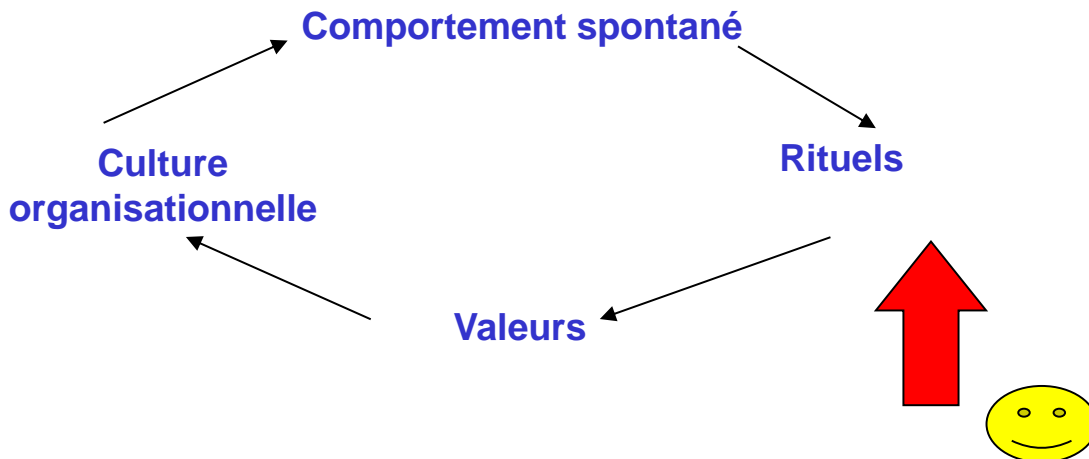 Comportement spontané
Rituels
Culture
organisationnelle
Valeurs